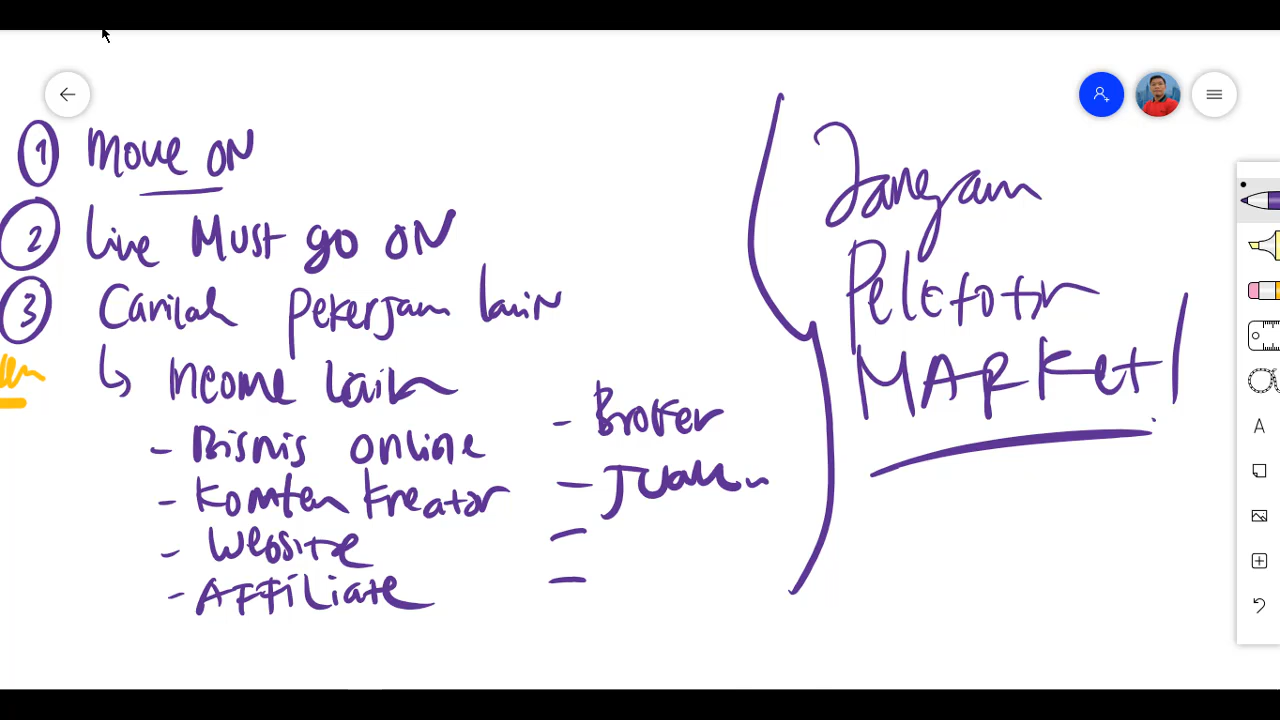 1 Move ON
2 Live Must go ON
3 Carilah Pekerjaan lain
↳ Income lain
- Bisnis online
- Konten kreator
- Website
- AFFiliate
- Broker
- Jualan
Jangan
Pelototin
MARKet!
A